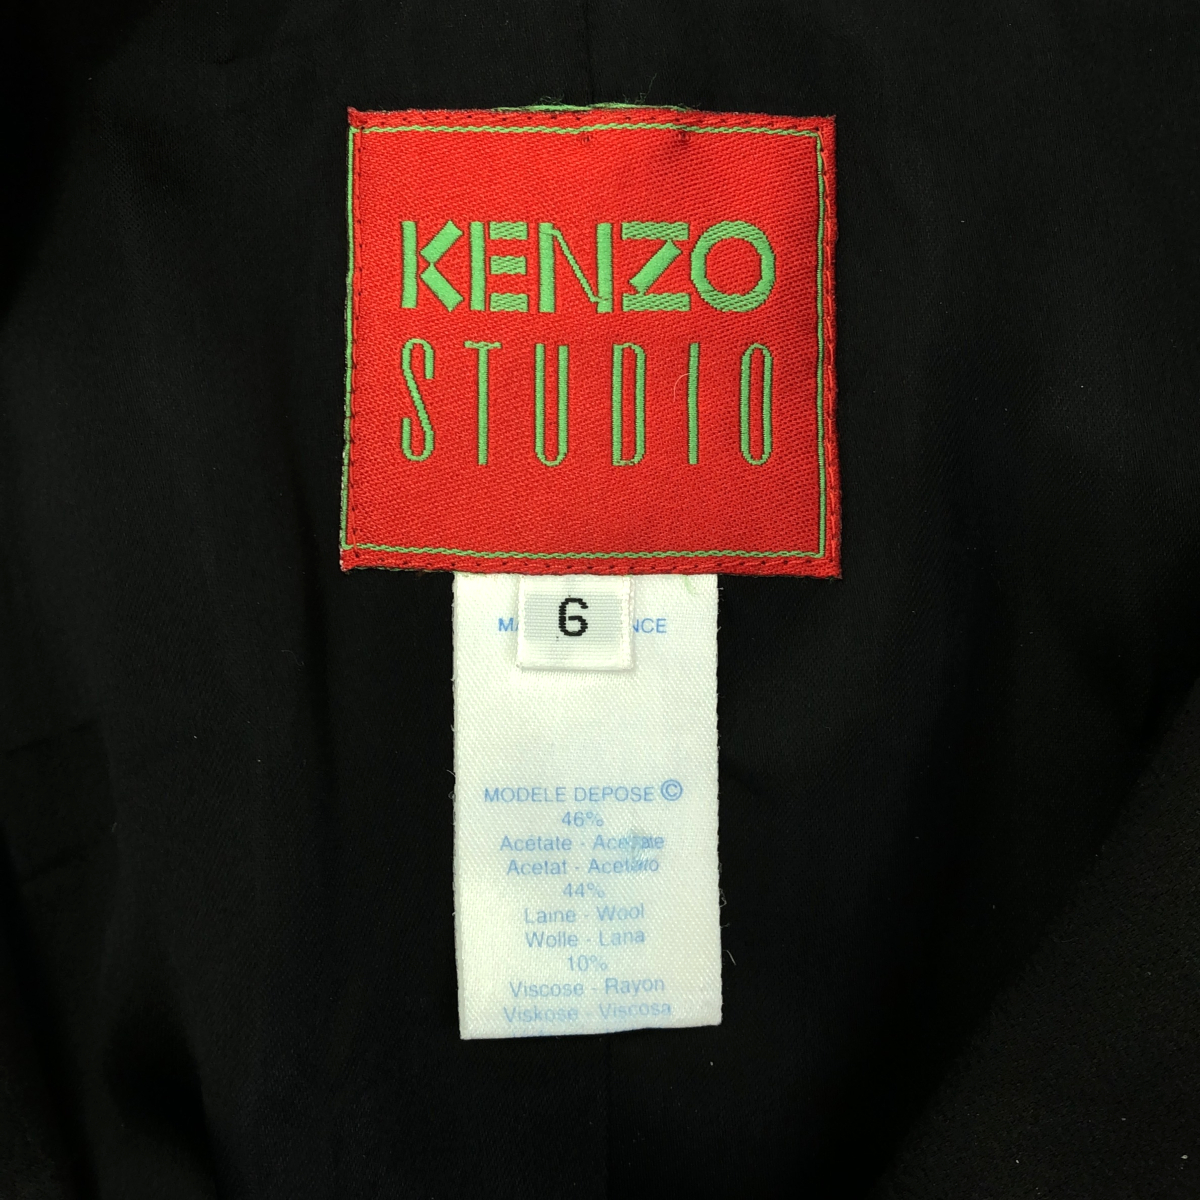 KENZO
STUDIO
6
MODELE DEPOSE ©
46%
Acétate - Acetate
Acetat - Acetato
44%
Laine - Wool
Wolle - Lana
10%
Viscose - Rayon
Viskose - Viscosa